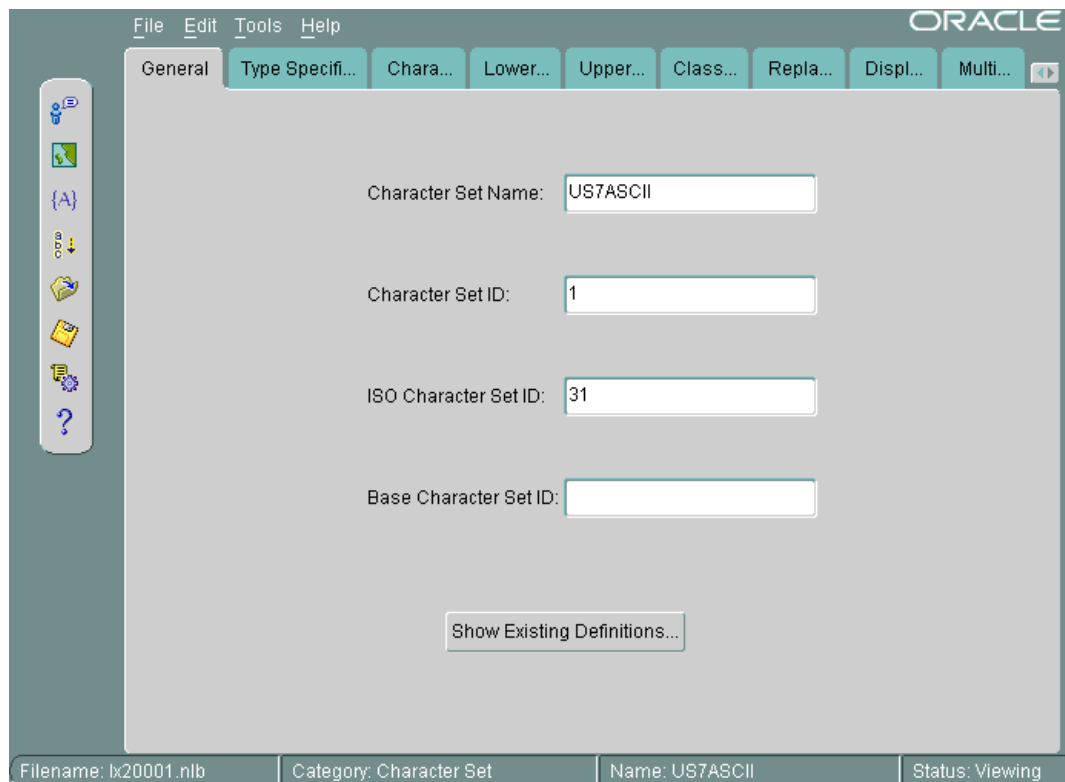 File Edit Tools Help
ORACLE
General Type Specifi... Chara... Lower... Upper... Class... Repla... Displ... Multi...
{A}
a
b
c
?
Character Set Name: US7ASCII
Character Set ID: 1
ISO Character Set ID: 31
Base Character Set ID:
Show Existing Definitions...
Filename: lx20001.nlb Category: Character Set Name: US7ASCII Status: Viewing